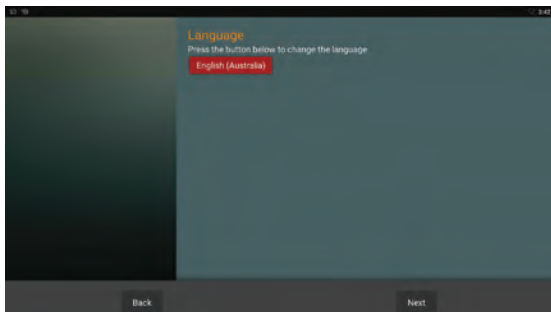 Language
Press the button below to change the language
English (Australia)
Back
Next